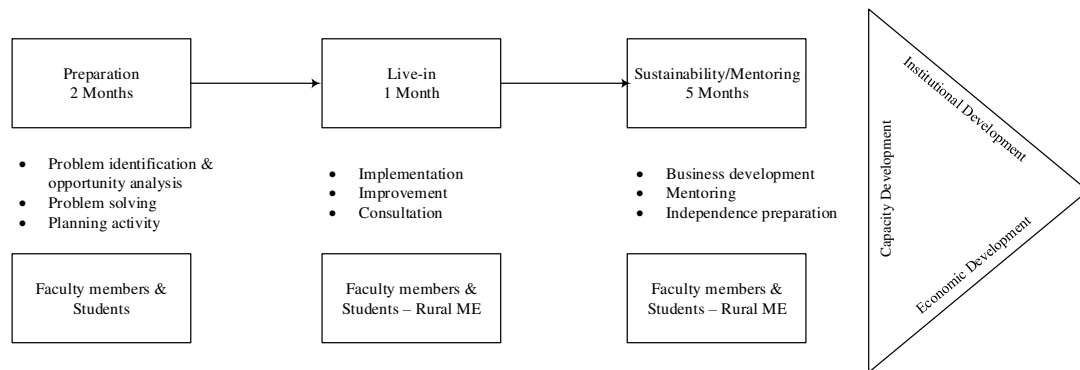 Preparation
2 Months
Live-in
1 Month
Sustainability/Mentoring
5 Months
• Problem identification &
opportunity analysis
• Problem solving
• Planning activity
• Implementation
• Improvement
• Consultation
• Business development
• Mentoring
• Independence preparation
Faculty members &
Students
Faculty members &
Students – Rural ME
Faculty members &
Students – Rural ME
Capacity Development
Institutional Development
Economic Development